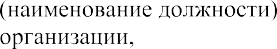 (наименование должности)
организации,